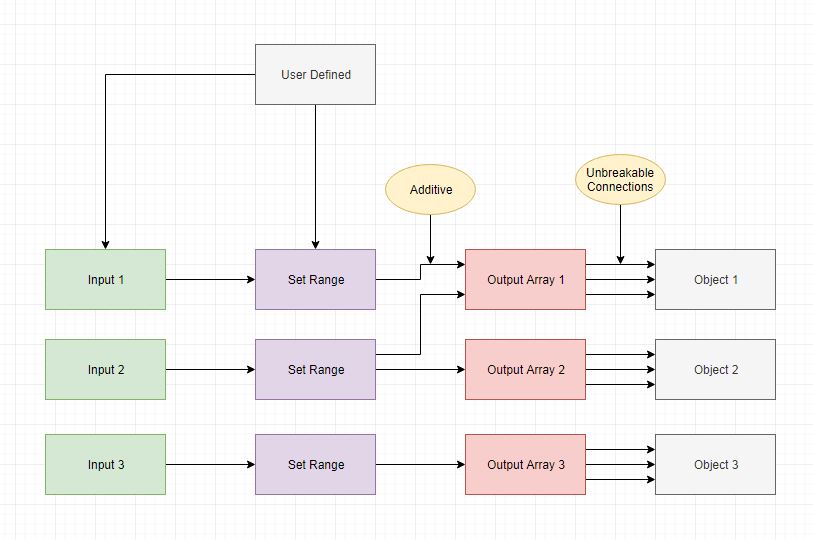 User Defined
Additive
Unbreakable
Connections
Input 1
Set Range
Output Array 1
Object 1
Input 2
Set Range
Output Array 2
Object 2
Input 3
Set Range
Output Array 3
Object 3